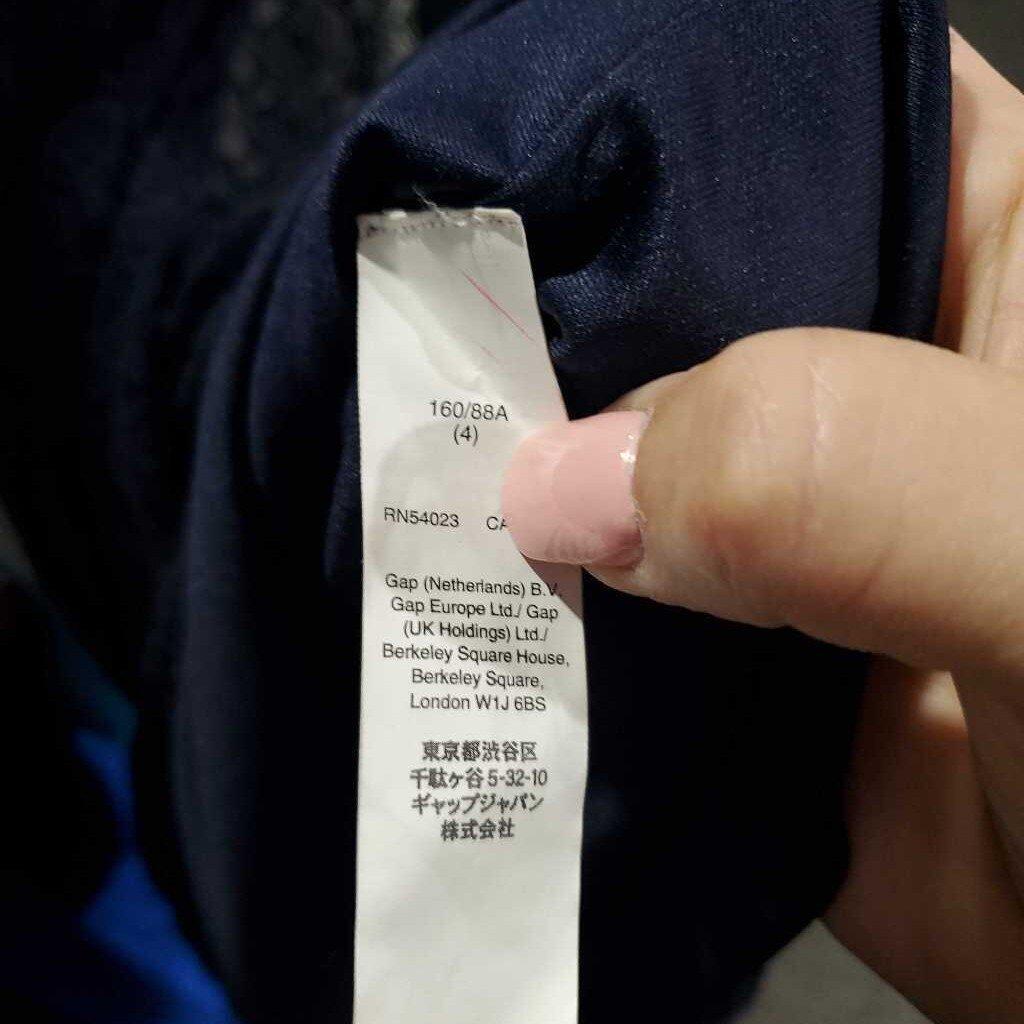 160/88A
(4)
RN54023 CA
Gap (Netherlands) B.V.
Gap Europe Ltd./ Gap
(UK Holdings) Ltd./
Berkeley Square House,
Berkeley Square,
London W1J 6BS
東京都渋谷区
千駄ヶ谷 5-32-10
ギャップジャパン
株式会社